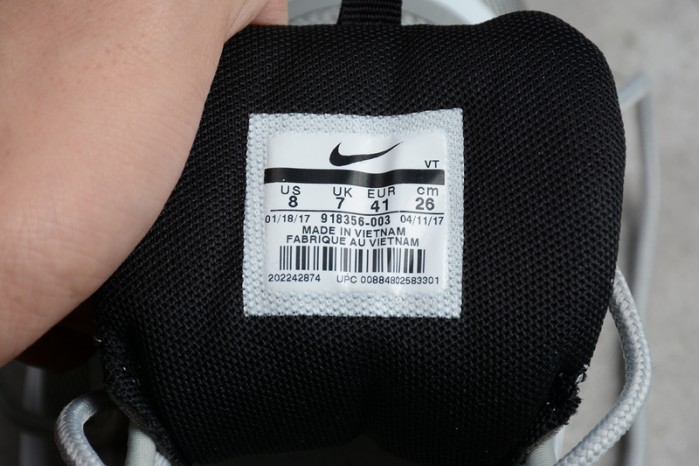 VT
US UK EUR cm
8 7 41 26
01/18/17 918356-003 04/11/17
MADE IN VIETNAM
FABRIQUE AU VIETNAM
202242874 UPC 00884802583301